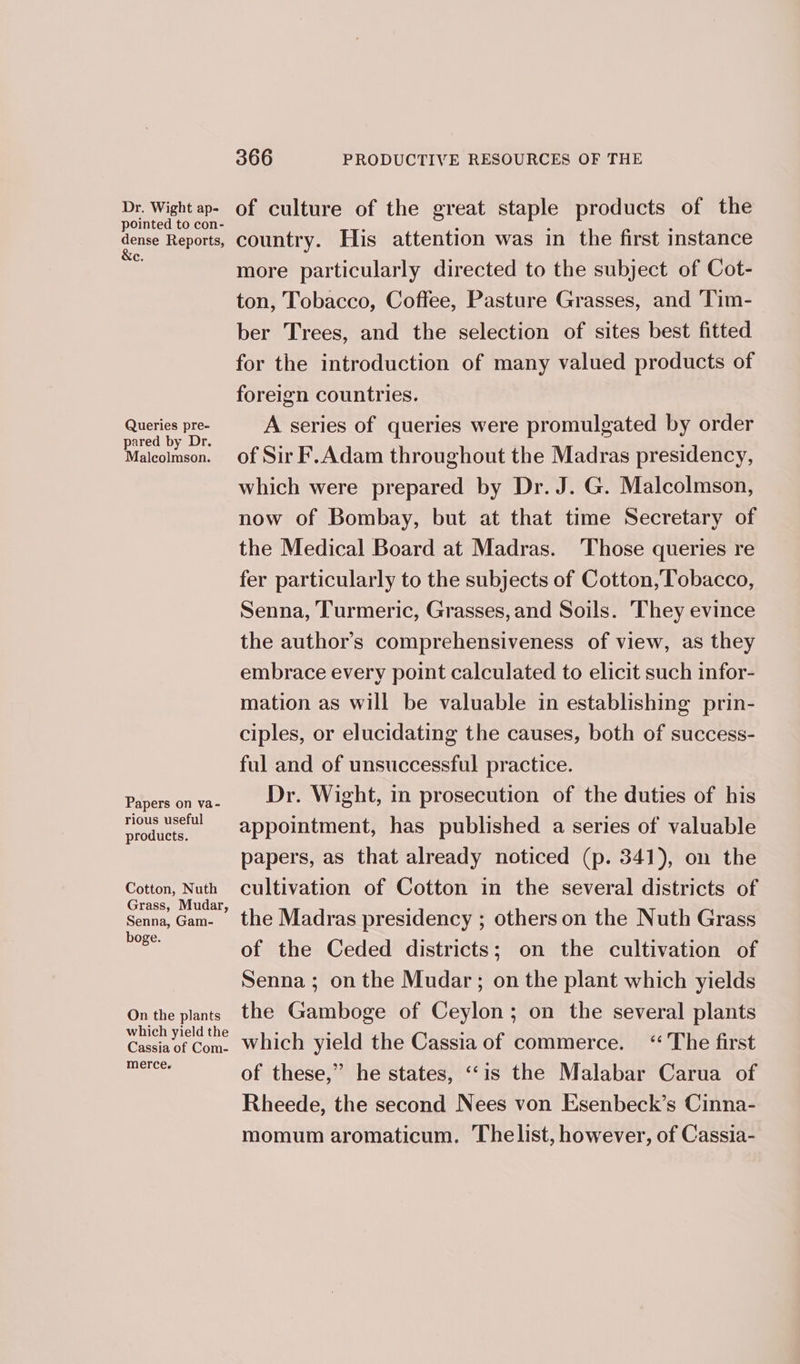 366 PRODUCTIVE RESOURCES OF THE
Dr. Wight ap-
pointed to con-
dense Reports,
&c.
of culture of the great staple products of the
country. His attention was in the first instance
more particularly directed to the subject of Cot-
ton, Tobacco, Coffee, Pasture Grasses, and Tim-
ber Trees, and the selection of sites best fitted
for the introduction of many valued products of
foreign countries.
Queries pre-
pared by Dr.
Malcolmson.
A series of queries were promulgated by order
of Sir F. Adam throughout the Madras presidency,
which were prepared by Dr. J. G. Malcolmson,
now of Bombay, but at that time Secretary of
the Medical Board at Madras. Those queries re
fer particularly to the subjects of Cotton, Tobacco,
Senna, Turmeric, Grasses, and Soils. They evince
the author's comprehensiveness of view, as they
embrace every point calculated to elicit such infor-
mation as will be valuable in establishing prin-
ciples, or elucidating the causes, both of success-
ful and of unsuccessful practice.
Papers on va-
rious useful
products.
Dr. Wight, in prosecution of the duties of his
appointment, has published a series of valuable
papers, as that already noticed (p. 341), on the
Cotton, Nuth
Grass, Mudar,
Senna, Gam-
boge.
cultivation of Cotton in the several districts of
the Madras presidency ; others on the Nuth Grass
of the Ceded districts; on the cultivation of
Senna ; on the Mudar ; on the plant which yields
On the plants
which yield the
Cassia of Com-
merce.
the Gamboge of Ceylon; on the several plants
which yield the Cassia of commerce. “The first
of these,” he states, “is the Malabar Carua of
Rheede, the second Nees von Esenbeck's Cinna-
momum aromaticum. The list, however, of Cassia-